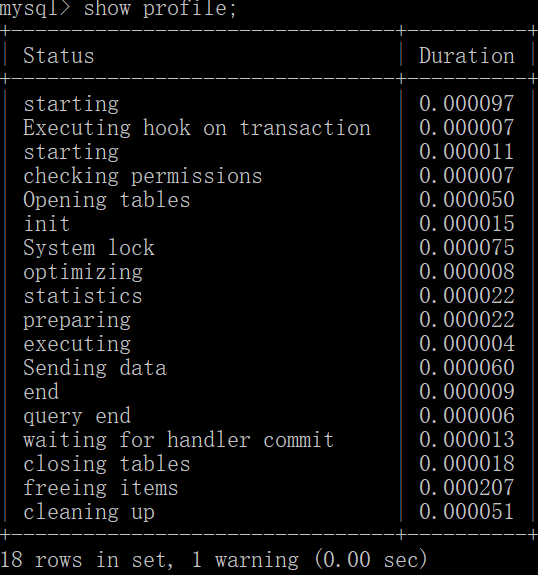 mysql> show profile;
Status Duration
starting 0.000097
Executing hook on transaction 0.000007
starting 0.000011
checking permissions 0.000007
Opening tables 0.000050
init 0.000015
System lock 0.000075
optimizing 0.000008
statistics 0.000022
preparing 0.000022
executing 0.000004
Sending data 0.000060
end 0.000009
query end 0.000006
waiting for handler commit 0.000013
closing tables 0.000018
freeing items 0.000207
cleaning up 0.000051
18 rows in set, 1 warning (0.00 sec)